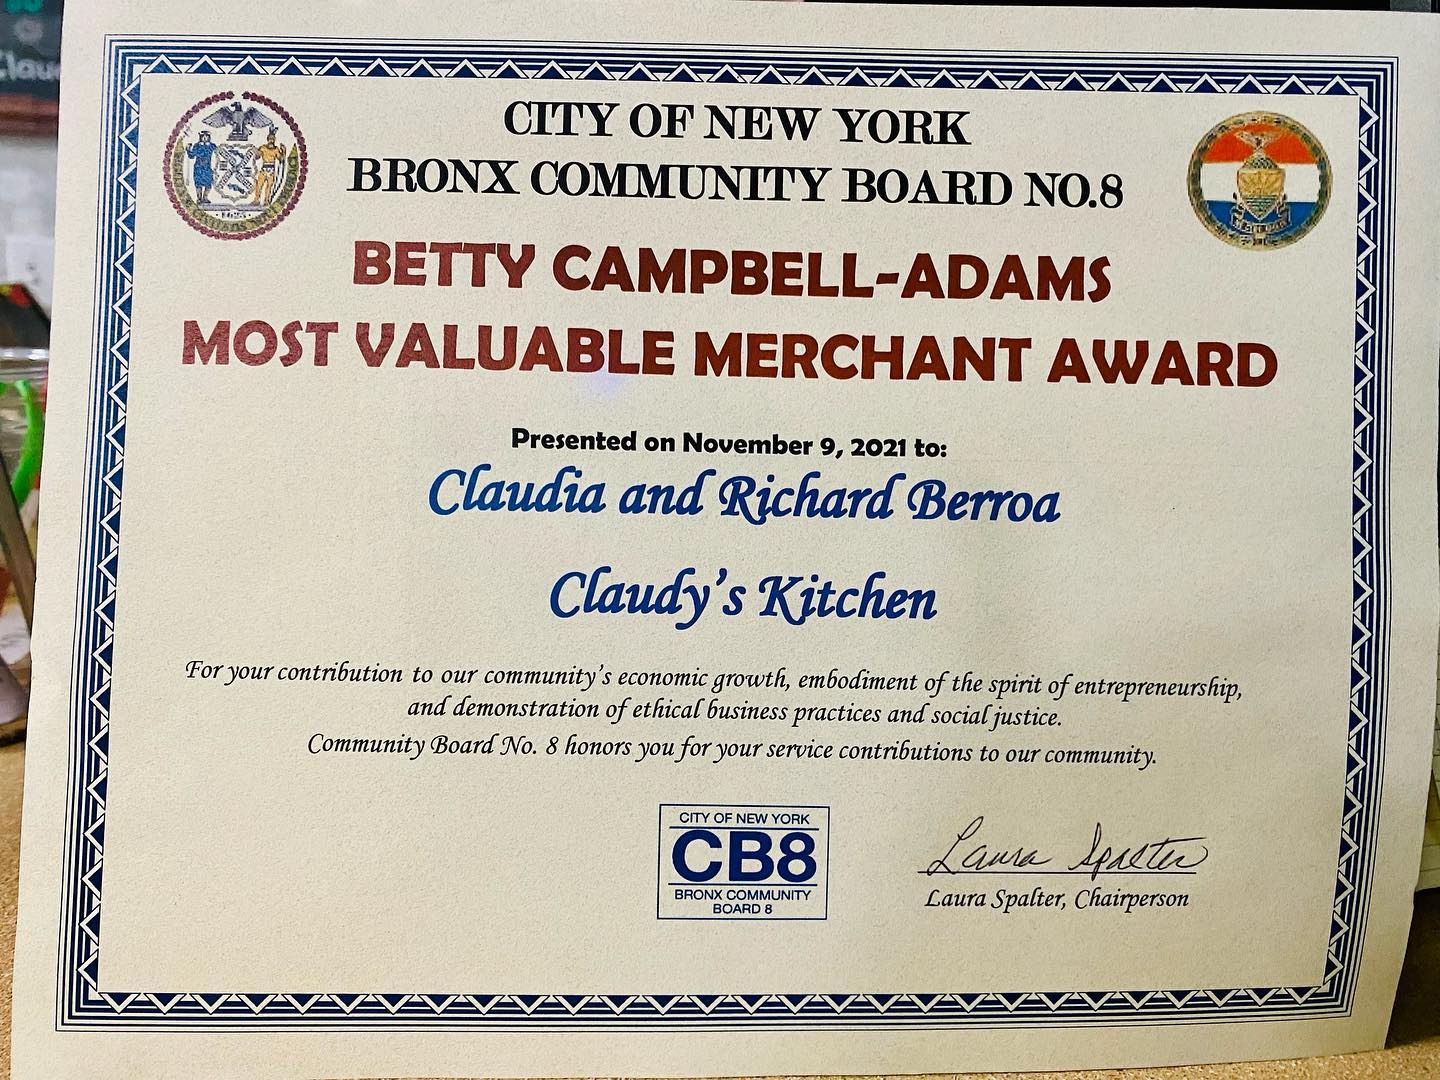 Clau
CITY OF NEW YORK
BRONX COMMUNITY BOARD NO.8
BETTY CAMPBELL-ADAMS
MOST VALUABLE MERCHANT AWARD
Presented on November 9, 2021 to:
Claudia and Richard Berroa
Claudy's Kitchen
For your contribution to our community's economic growth, embodiment of the spirit of entrepreneurship,
and demonstration of ethical business practices and social justice.
Community Board No. 8 honors you for your service contributions to our community.
CITY OF NEW YORK
CB8
BRONX COMMUNITY
BOARD 8
Laura Spalter
Laura Spalter, Chairperson